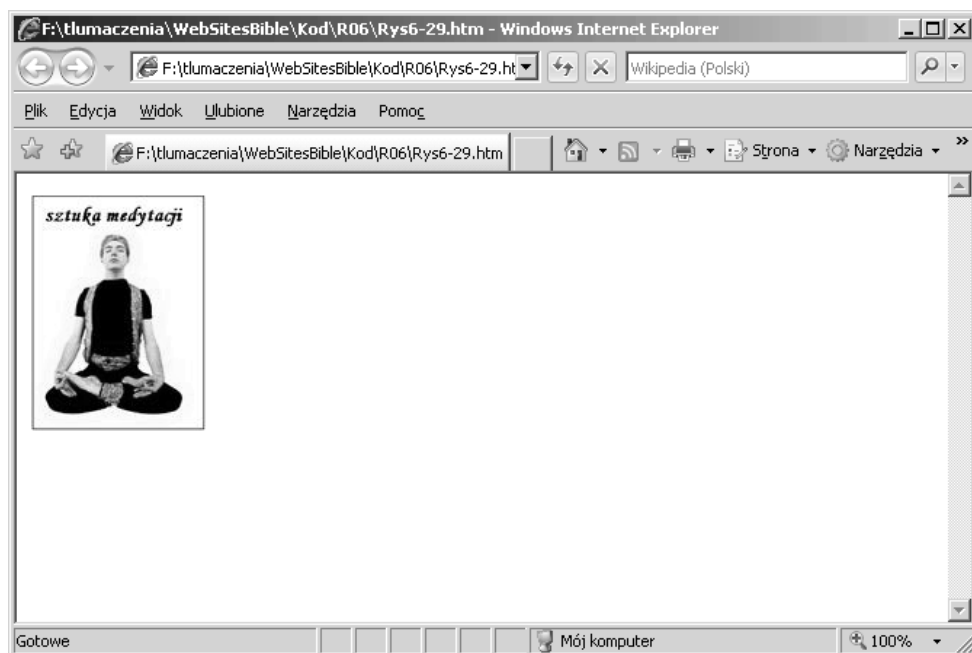 F:\tlumaczenia\WebSitesBible\Kod\R06\Rys6-29.htm - Windows Internet Explorer
F:\tlumaczenia\WebSitesBible\Kod\R06\Rys6-29.ht Wikipedia (Polski)
Plik Edycja Widok Ulubione Narzędzia Pomoc
F:\tlumaczenia\WebSitesBible\Kod\R06\Rys6-29.htm Strona Narzędzia »
sztuka medytacji
Gotowe Mój komputer 100%